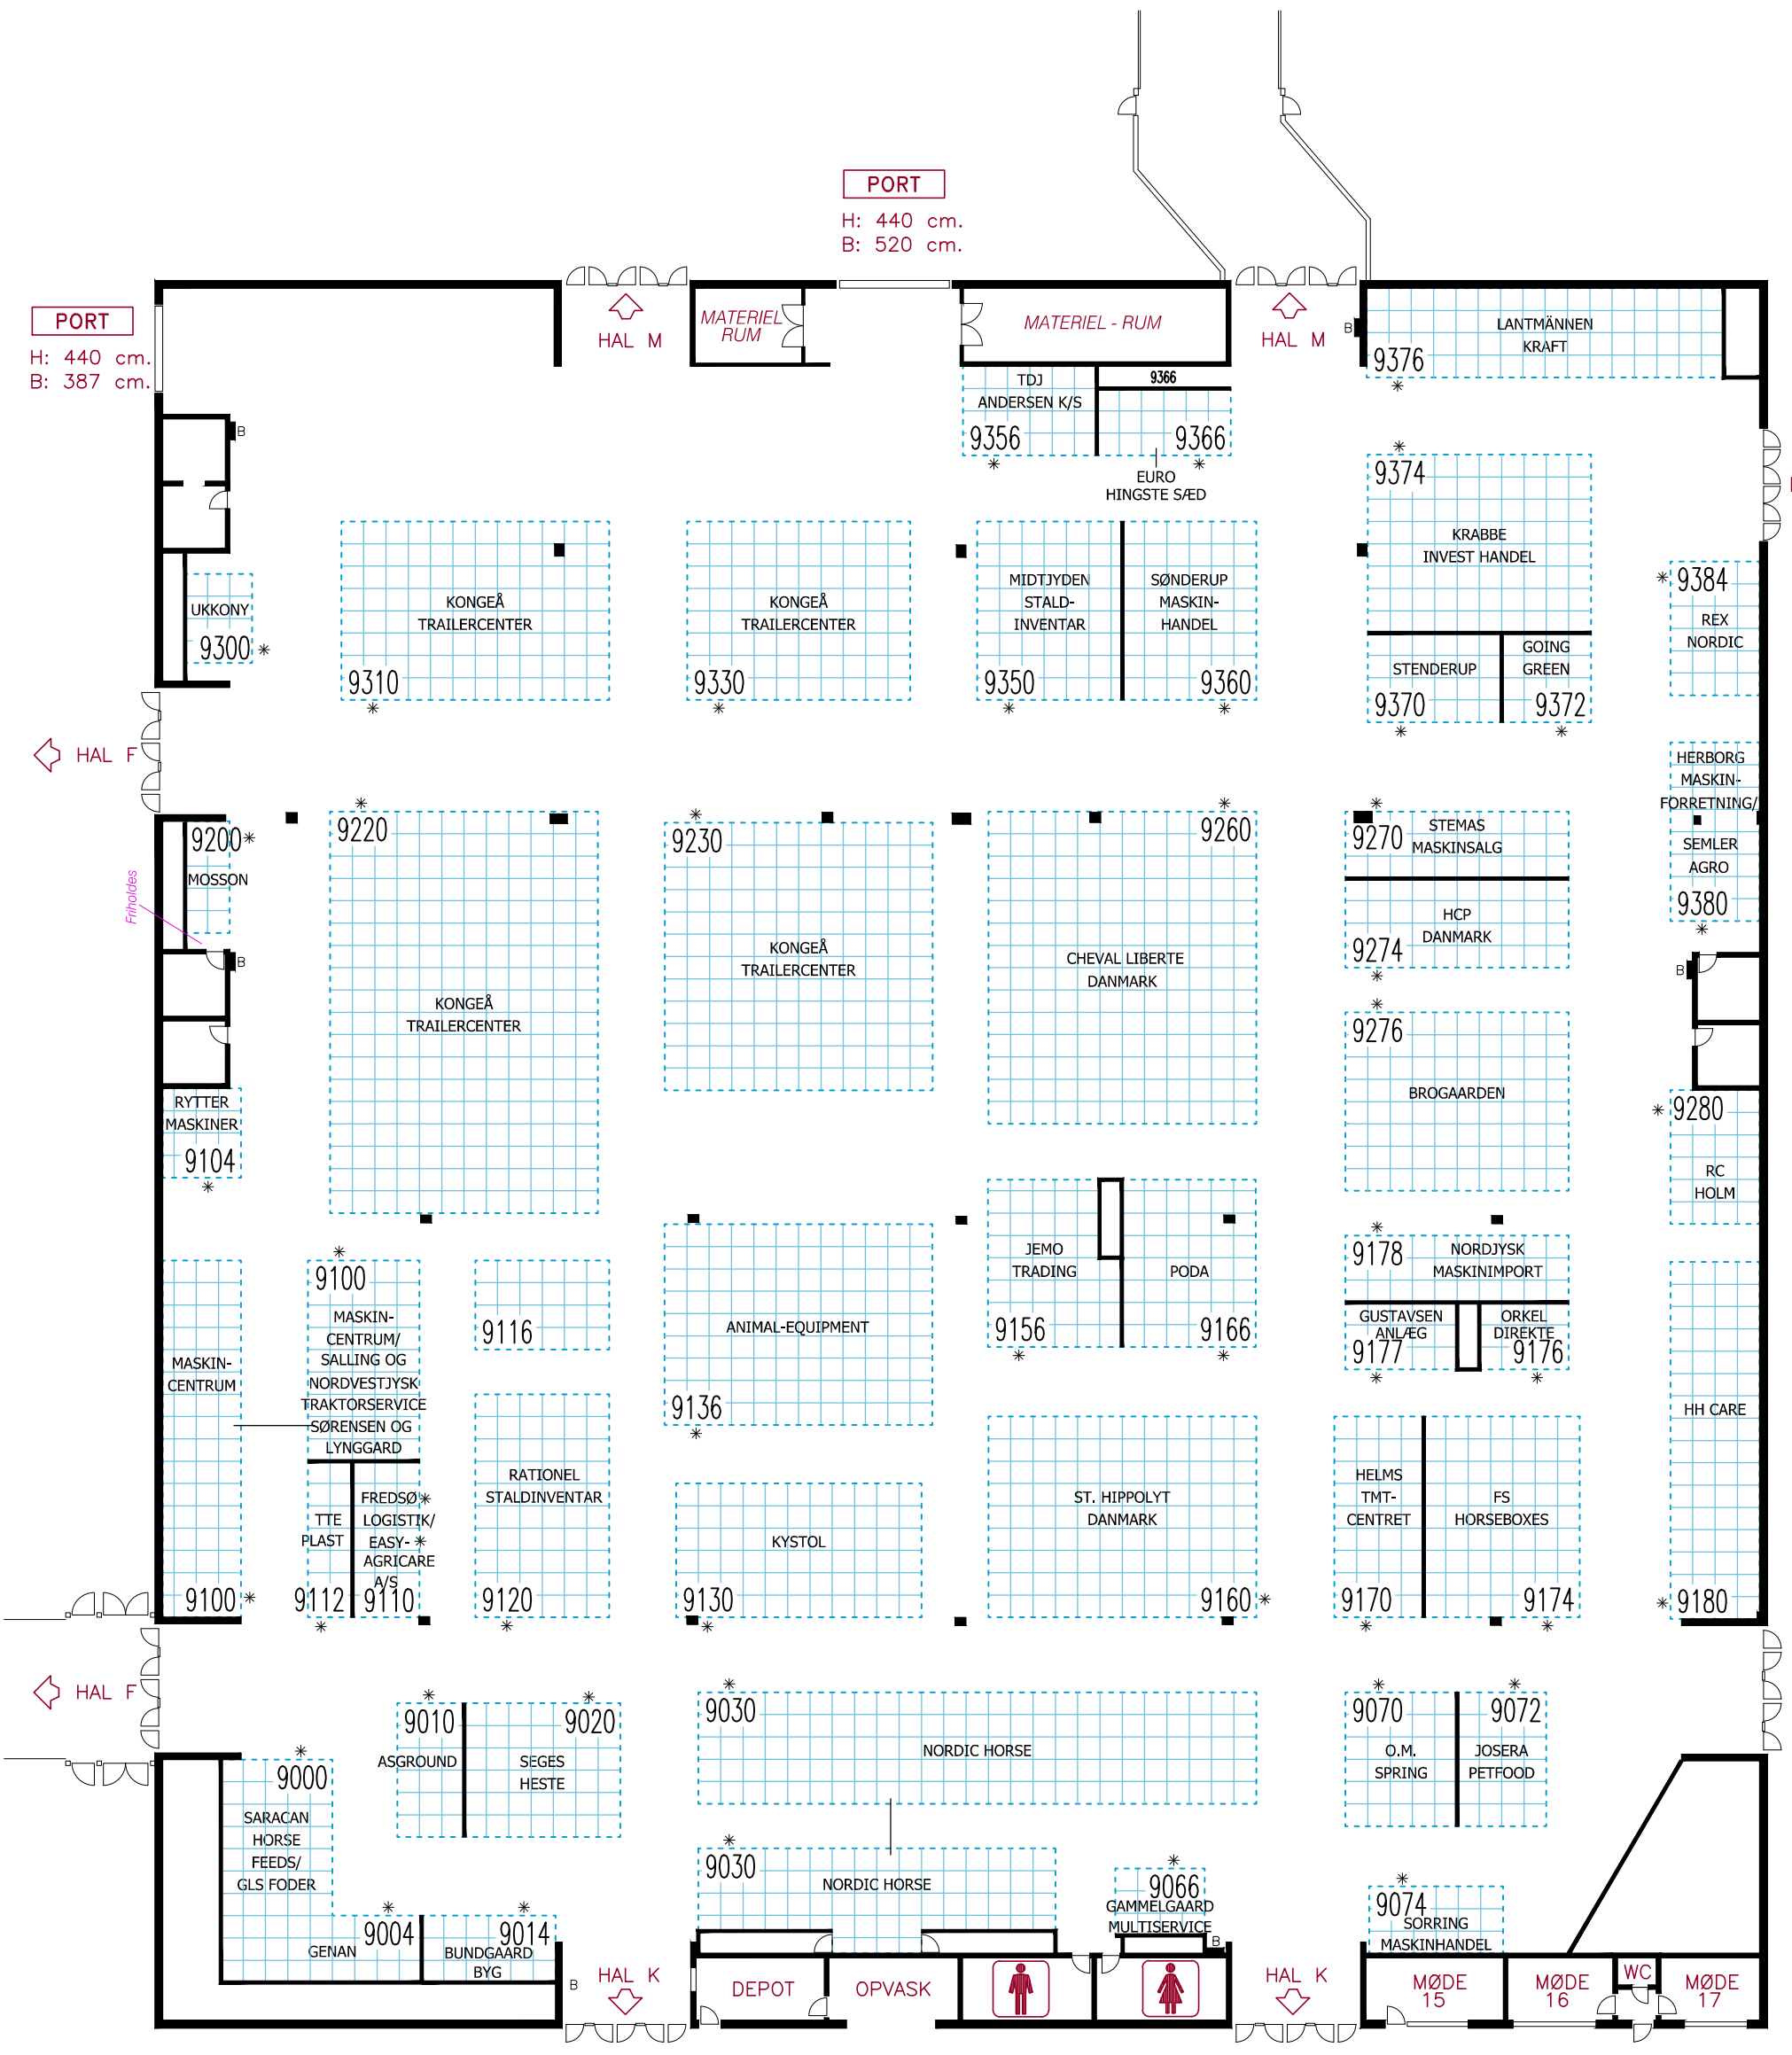 PORT
H: 440 cm.
B: 520 cm.
PORT
H: 440 cm.
B: 387 cm.
HAL M
MATERIEL
RUM
MATERIEL - RUM
HAL M
B
LANTMÄNNEN
KRAFT
9376
TDJ
ANDERSEN K/S
9356
9366
9366
EURO
HINGSTE SÆD
B
9374
KRABBE
INVEST HANDEL
UKKONY
9300
KONGEÅ
TRAILERCENTER
9310
KONGEÅ
TRAILERCENTER
9330
MIDTJYDEN
STALD-
INVENTAR
9350
SØNDERUP
MASKIN-
HANDEL
9360
STENDERUP
9370
GOING
GREEN
9372
9384
REX
NORDIC
HAL F
HERBORG
MASKIN-
FORRETNING/
SEMLER
AGRO
9380
9200
MOSSON
Friholdes
B
9220
KONGEÅ
TRAILERCENTER
9230
KONGEÅ
TRAILERCENTER
9260
CHEVAL LIBERTE
DANMARK
9270
STEMAS
MASKINSALG
HCP
DANMARK
9274
B
9276
BROGAARDEN
9280
RC
HOLM
RYTTER
MASKINER
9104
MASKIN-
CENTRUM
9100
9100
MASKIN-
CENTRUM/
SALLING OG
NORDVESTJYSK
TRAKTORSERVICE
SØRENSEN OG
LYNGGARD
9116
ANIMAL-EQUIPMENT
9136
JEMO
TRADING
9156
PODA
9166
9178
NORDJYSK
MASKINIMPORT
GUSTAVSEN
ANLÆG
9177
ORKEL
DIREKTE
9176
HH CARE
9180
TTE
PLAST
9112
FREDSØ
LOGISTIK/
EASY-
AGRICARE
A/S
9110
RATIONEL
STALDINVENTAR
9120
KYSTOL
9130
ST. HIPPOLYT
DANMARK
9160
HELMS
TMT-
CENTRET
9170
FS
HORSEBOXES
9174
HAL F
9010
ASGROUND
9020
SEGES
HESTE
9030
NORDIC HORSE
9070
O.M.
SPRING
9072
JOSERA
PETFOOD
9000
SARACAN
HORSE
FEEDS/
GLS FODER
9004
GENAN
9014
BUNDGAARD
BYG
9030
NORDIC HORSE
9066
GAMMELGAARD
MULTISERVICE
B
9074
SORRING
MASKINHANDEL
B
HAL K
DEPOT
OPVASK
HAL K
MØDE
15
MØDE
16
WC
MØDE
17